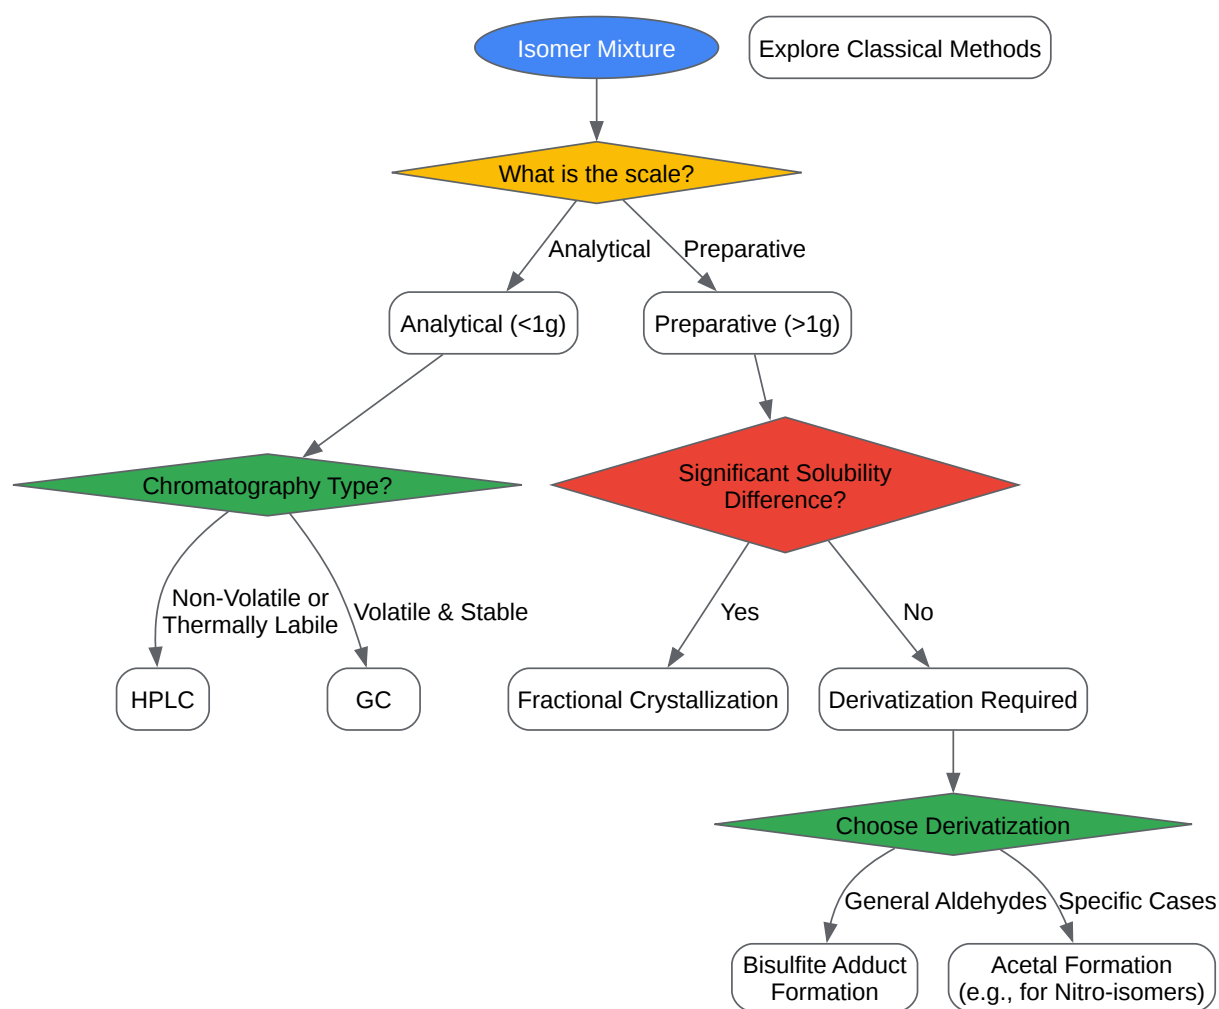 Isomer Mixture
Explore Classical Methods
What is the scale?
Analytical
Preparative
Analytical (<1g)
Preparative (>1g)
Chromatography Type?
Significant Solubility
Difference?
Non-Volatile or
Thermally Labile
Volatile & Stable
Yes
No
HPLC
GC
Fractional Crystallization
Derivatization Required
Choose Derivatization
General Aldehydes
Specific Cases
Bisulfite Adduct
Formation
Acetal Formation
(e.g., for Nitro-isomers)